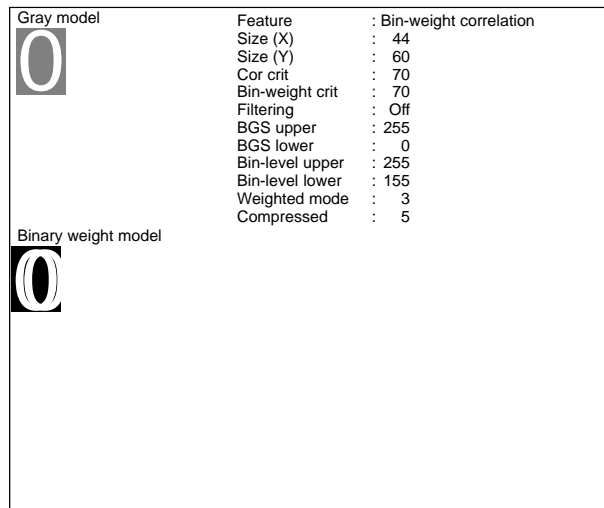 Gray model
0
Feature : Bin-weight correlation
Size (X) : 44
Size (Y) : 60
Cor crit : 70
Bin-weight crit : 70
Filtering : Off
BGS upper : 255
BGS lower : 0
Bin-level upper : 255
Bin-level lower : 155
Weighted mode : 3
Compressed : 5
Binary weight model
0